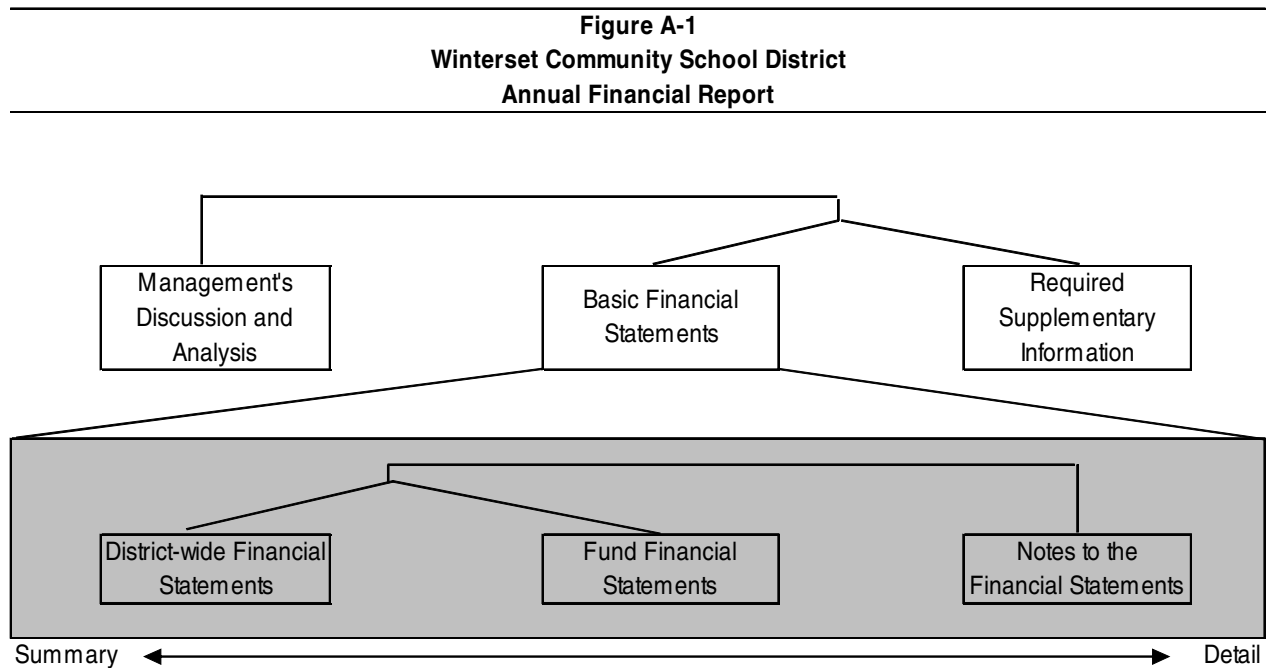 Figure A-1
Winterset Community School District
Annual Financial Report
Management's
Discussion and
Analysis
Basic Financial
Statements
Required
Supplementary
Information
District-wide Financial
Statements
Fund Financial
Statements
Notes to the
Financial Statements
Summary
Detail